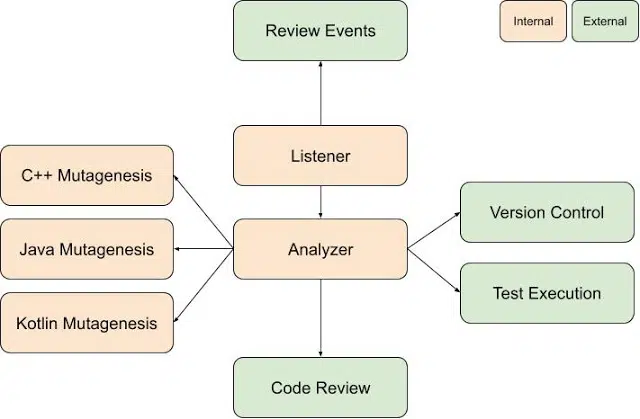 Review Events
Internal
External
Listener
C++ Mutagenesis
Version Control
Java Mutagenesis
Analyzer
Test Execution
Kotlin Mutagenesis
Code Review